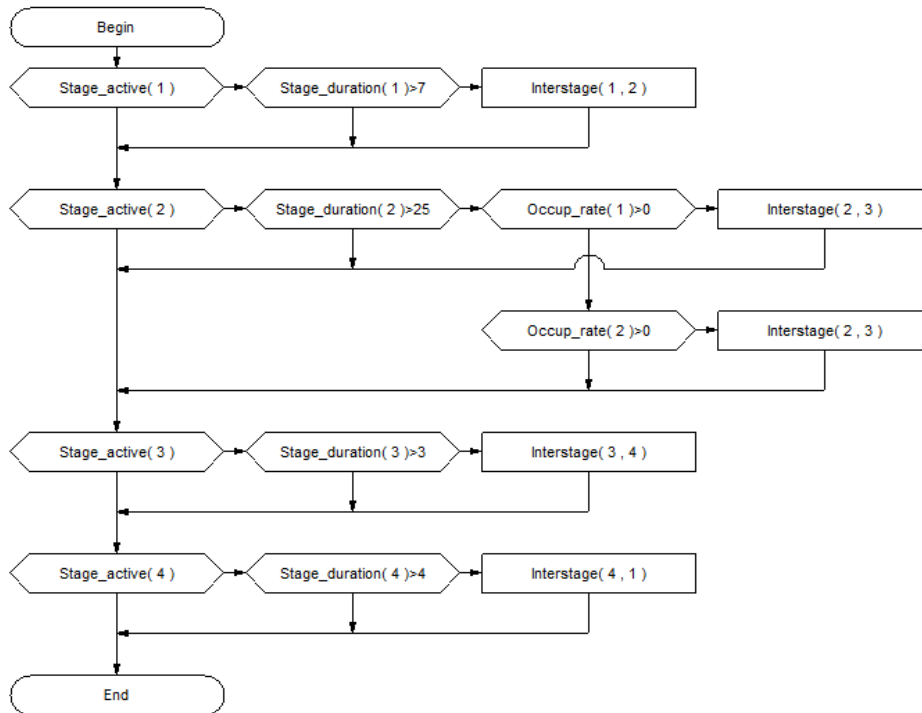 Begin
Stage_active( 1 )
Stage_duration( 1 )>7
Interstage( 1 , 2 )
Stage_active( 2 )
Stage_duration( 2 )>25
Occup_rate( 1 )>0
Interstage( 2 , 3 )
Occup_rate( 2 )>0
Interstage( 2 , 3 )
Stage_active( 3 )
Stage_duration( 3 )>3
Interstage( 3 , 4 )
Stage_active( 4 )
Stage_duration( 4 )>4
Interstage( 4 , 1 )
End